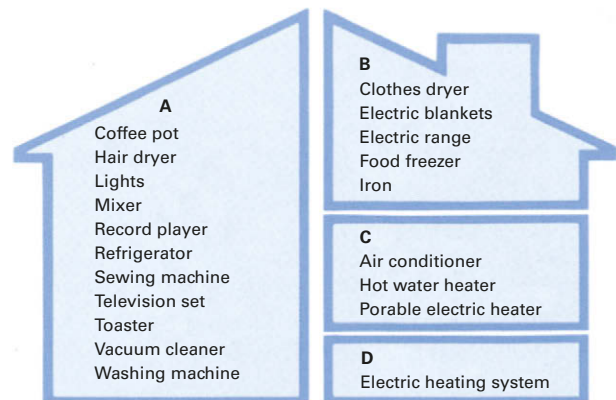 A
Coffee pot
Hair dryer
Lights
Mixer
Record player
Refrigerator
Sewing machine
Television set
Toaster
Vacuum cleaner
Washing machine
B
Clothes dryer
Electric blankets
Electric range
Food freezer
Iron
C
Air conditioner
Hot water heater
Porable electric heater
D
Electric heating system